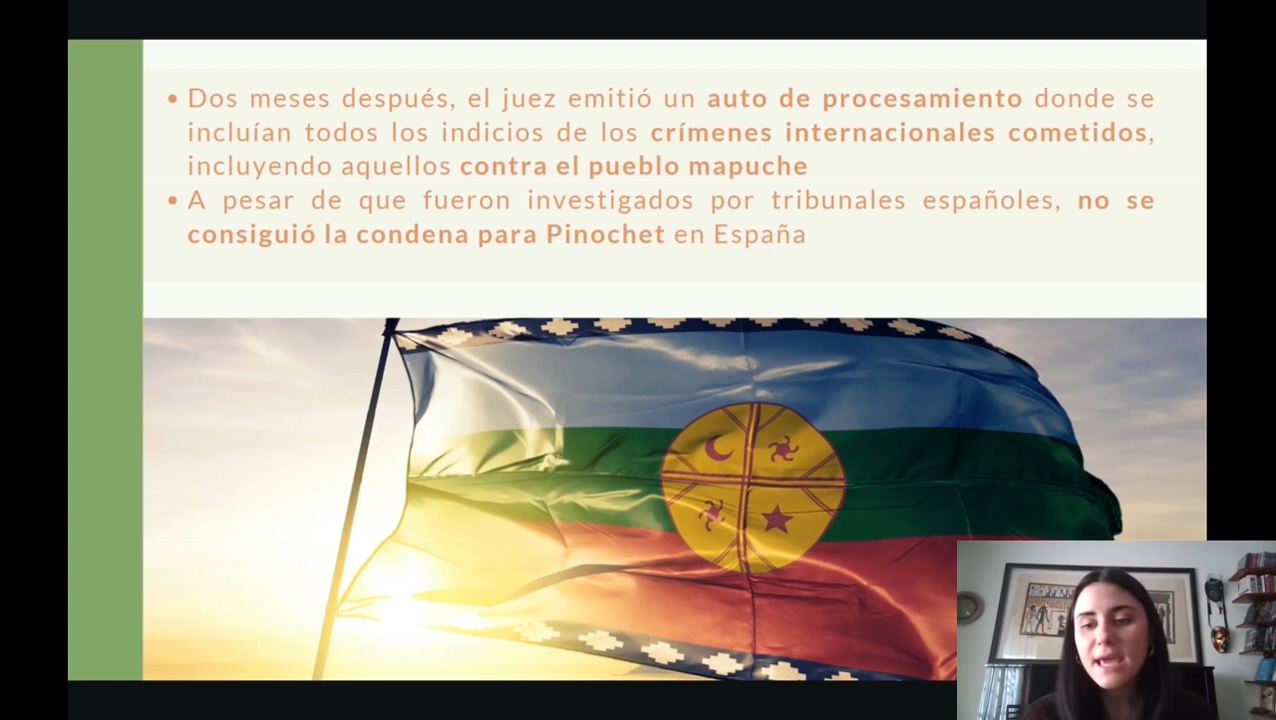 • Dos meses después, el juez emitió un auto de procesamiento donde se
incluían todos los indicios de los crímenes internacionales cometidos,
incluyendo aquellos contra el pueblo mapuche
• A pesar de que fueron investigados por tribunales españoles, no se
consiguió la condena para Pinochet en España